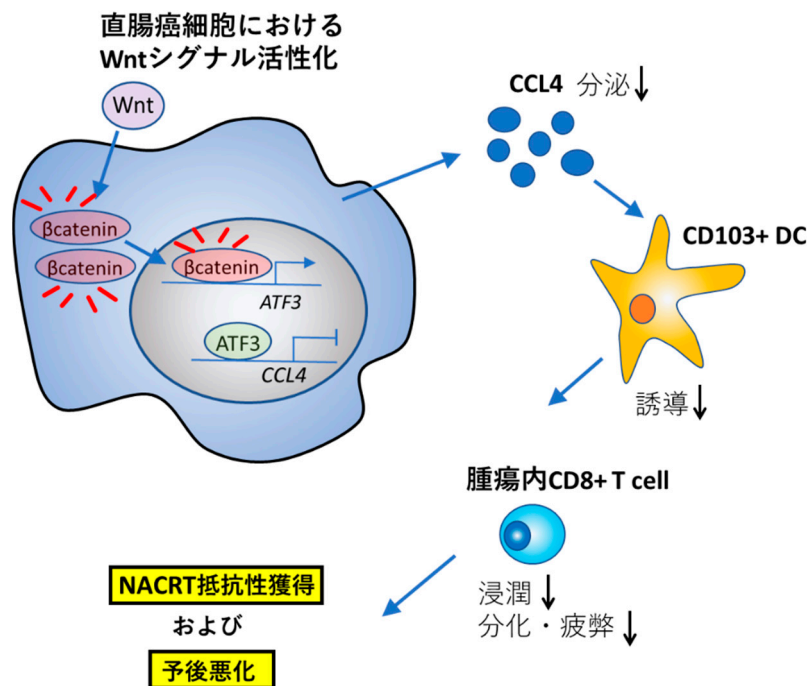 直腸癌細胞における
Wntシグナル活性化
Wnt
βcatenin
βcatenin
βcatenin
ATF3
ATF3
CCL4
CCL4 分泌↓
CD103+ DC
誘導↓
腫瘍内CD8+ T cell
浸潤↓
分化・疲弊↓
NACRT抵抗性獲得
および
予後悪化